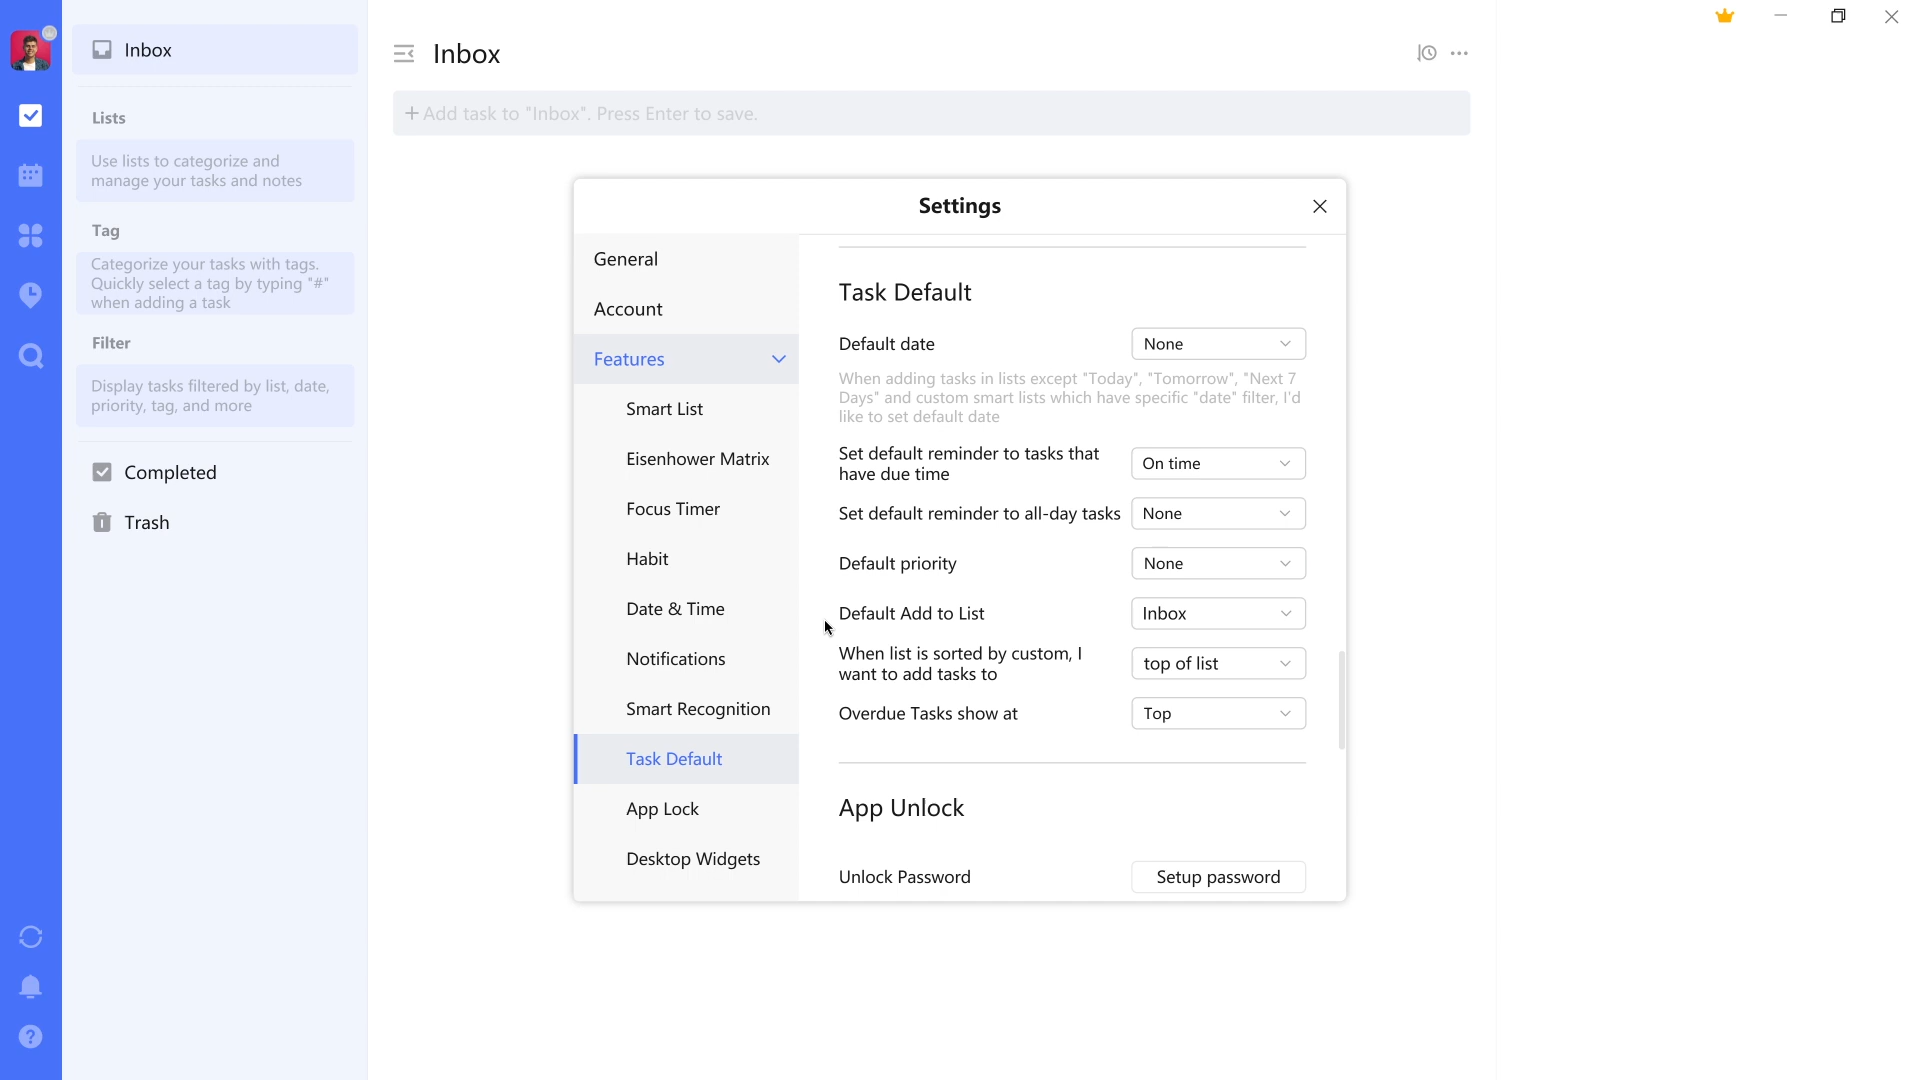 Inbox
Lists
Use lists to categorize and
manage your tasks and notes
Tag
Categorize your tasks with tags.
Quickly select a tag by typing "#"
when adding a task
Filter
Display tasks filtered by list, date,
priority, tag, and more
Completed
Trash
Inbox
+ Add task to "Inbox". Press Enter to save.
Settings
General
Account
Features
Smart List
Eisenhower Matrix
Focus Timer
Habit
Date & Time
Notifications
Smart Recognition
Task Default
App Lock
Desktop Widgets
Task Default
Default date
None
When adding tasks in lists except "Today", "Tomorrow", "Next 7
Days" and custom smart lists which have specific "date" filter, I'd
like to set default date
Set default reminder to tasks that
have due time
On time
Set default reminder to all-day tasks
None
Default priority
None
Default Add to List
Inbox
When list is sorted by custom, I
want to add tasks to
top of list
Overdue Tasks show at
Top
App Unlock
Unlock Password
Setup password